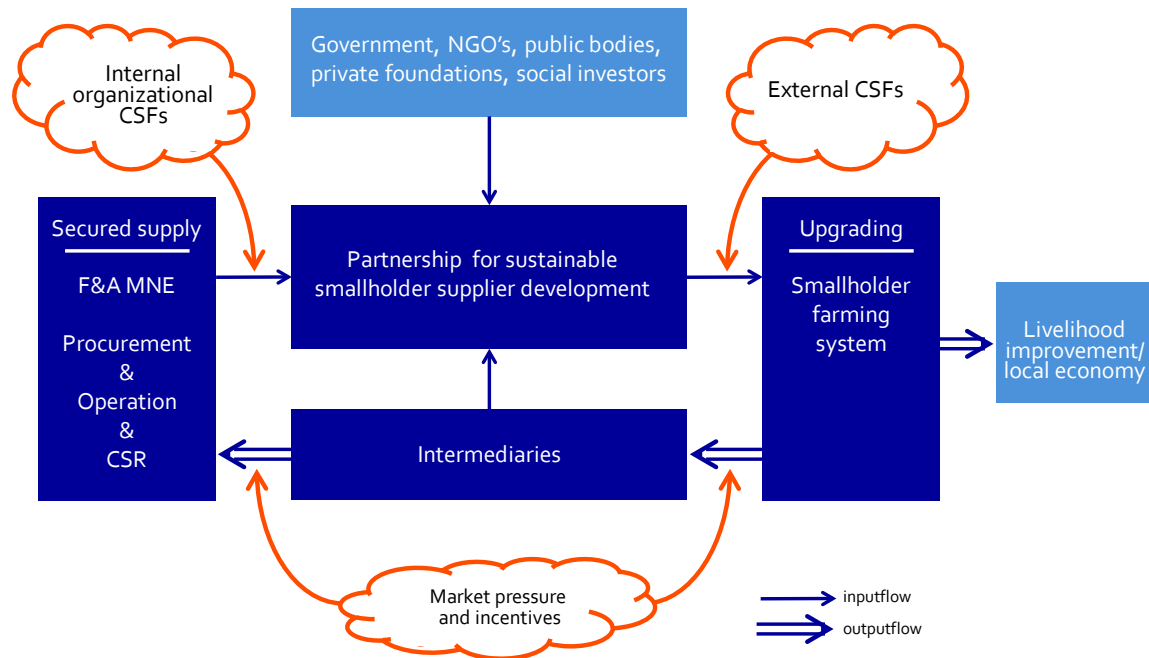 Government, NGO's, public bodies,
private foundations, social investors
Internal
organizational
CSFs
External CSFs
Secured supply
F&A MNE
Procurement
&
Operation
&
CSR
Partnership for sustainable
smallholder supplier development
Upgrading
Smallholder
farming
system
Livelihood
improvement/
local economy
Intermediaries
Market pressure
and incentives
inputflow
outputflow